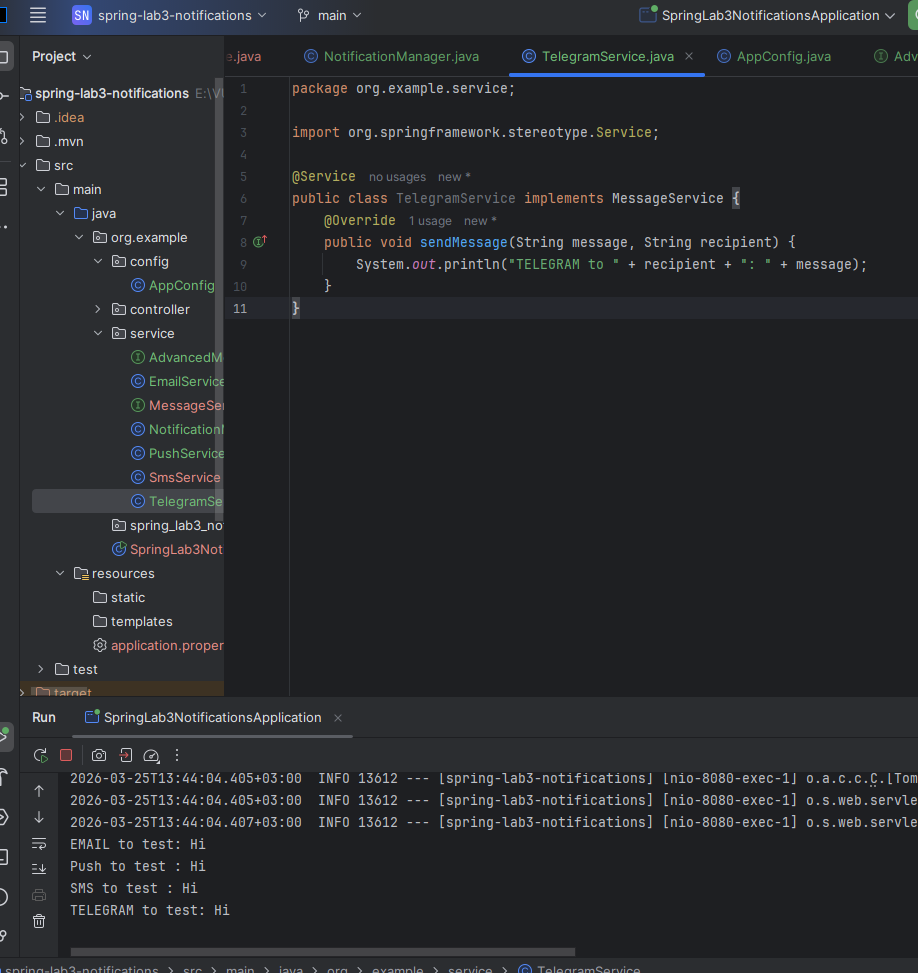 SN spring-lab3-notifications main SpringLab3NotificationsApplication
Project
e.java NotificationManager.java TelegramService.java AppConfig.java Adv
spring-lab3-notifications E:\VU
.idea
.mvn
src
main
java
org.example
config
AppConfig
controller
service
AdvancedM
EmailService
MessageSer
Notification
PushService
SmsService
TelegramSe
spring_lab3_no
SpringLab3Not
resources
static
templates
application.proper
test
target
1 package org.example.service;
2
3 import org.springframework.stereotype.Service;
4
5 @Service no usages new *
6 public class TelegramService implements MessageService {
7 @Override 1 usage new *
8 public void sendMessage(String message, String recipient) {
9 System.out.println("TELEGRAM to " + recipient + ": " + message);
10 }
11 }
Run SpringLab3NotificationsApplication
2026-03-25T13:44:04.405+03:00 INFO 13612 --- [spring-lab3-notifications] [nio-8080-exec-1] o.a.c.c.C.[Tom
2026-03-25T13:44:04.405+03:00 INFO 13612 --- [spring-lab3-notifications] [nio-8080-exec-1] o.s.web.servle
2026-03-25T13:44:04.407+03:00 INFO 13612 --- [spring-lab3-notifications] [nio-8080-exec-1] o.s.web.servle
EMAIL to test: Hi
Push to test : Hi
SMS to test : Hi
TELEGRAM to test: Hi
spring-lab3-notifications > src > main > java > org > example > service > TelegramService